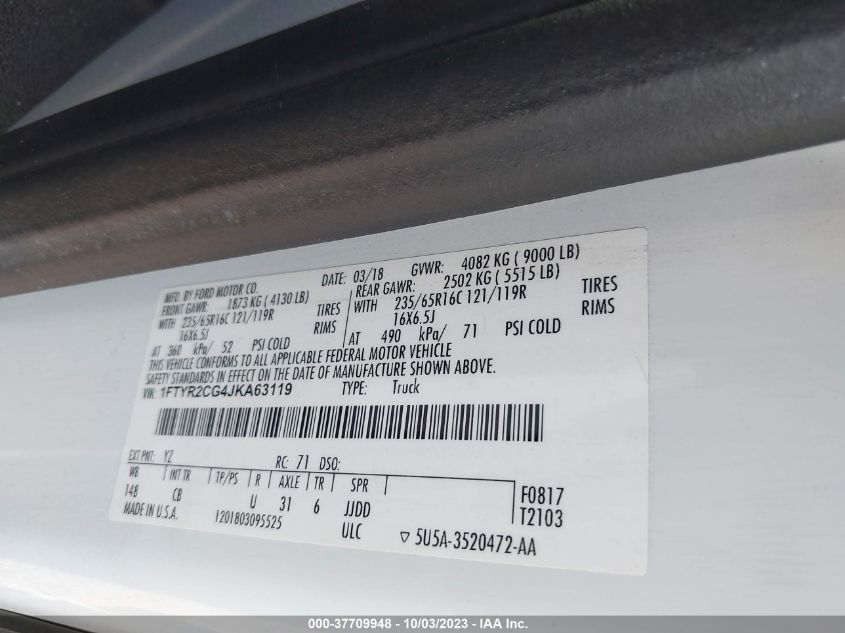 MFD. BY FORD MOTOR CO.
DATE: 03/18 GVWR: 4082 KG ( 9000 LB)
FRONT GAWR: 1873 KG ( 4130 LB)
WITH 235/65R16C 121/119R TIRES
16X6.5J RIMS
AT 360 kPa/ 52 PSI COLD
REAR GAWR: 2502 KG ( 5515 LB)
WITH 235/65R16C 121/119R TIRES
16X6.5J RIMS
AT 490 kPa/ 71 PSI COLD
THIS VEHICLE CONFORMS TO ALL APPLICABLE FEDERAL MOTOR VEHICLE
SAFETY STANDARDS IN EFFECT ON THE DATE OF MANUFACTURE SHOWN ABOVE.
VIN: 1FTYR2CG4JKA63119 TYPE: Truck
EXT PNT: YZ RC: 71 DSO:
WB INT TR TP/PS R AXLE TR SPR
148 CB U 31 6 JJDD
F0817
T2103
MADE IN U.S.A. 1201803095525 ULC
▽ 5U5A-3520472-AA
000-37709948 - 10/03/2023 - IAA Inc.